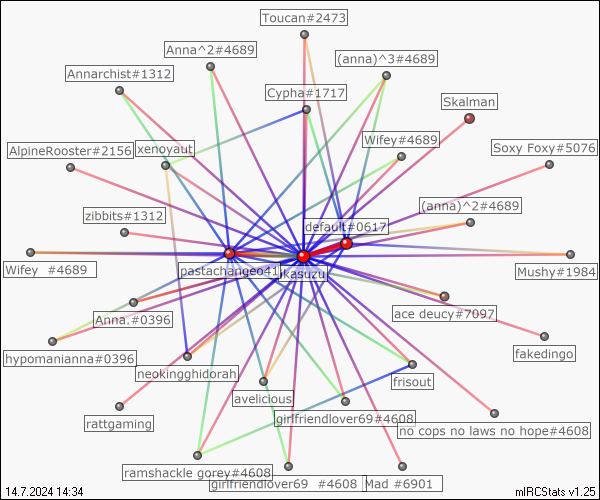 Toucan#2473
Anna^2#4689
(anna)^3#4689
Annarchist#1312
Cypha#1717
Skalman
Wifey#4689
AlpineRooster#2156
xenoyaut
Soxy Foxy#5076
(anna)^2#4689
zibbits#1312
default#0617
Wifey #4689
pastachangeo41
ikasuzu
Mushy#1984
Anna.#0396
ace deucy#7097
hypomanianna#0396
fakedingo
neokingghidorah
frisout
avelicious
rattgaming
girlfriendlover69#4608
no cops no laws no hope#4608
ramshackle gorey#4608
girlfriendlover69 #4608
Mad #6901
14.7.2024 14:34
mIRCStats v1.25